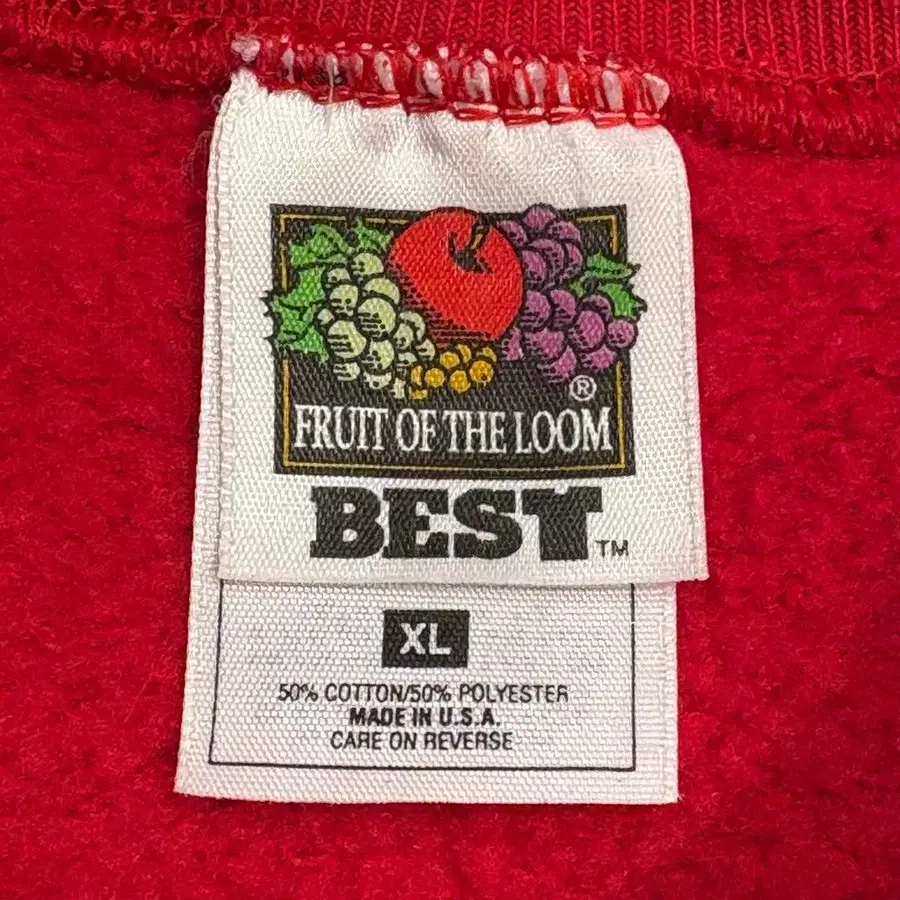 ®
FRUIT OF THE LOOM
BEST™
XL
50% COTTON/50% POLYESTER
MADE IN U.S.A.
CARE ON REVERSE